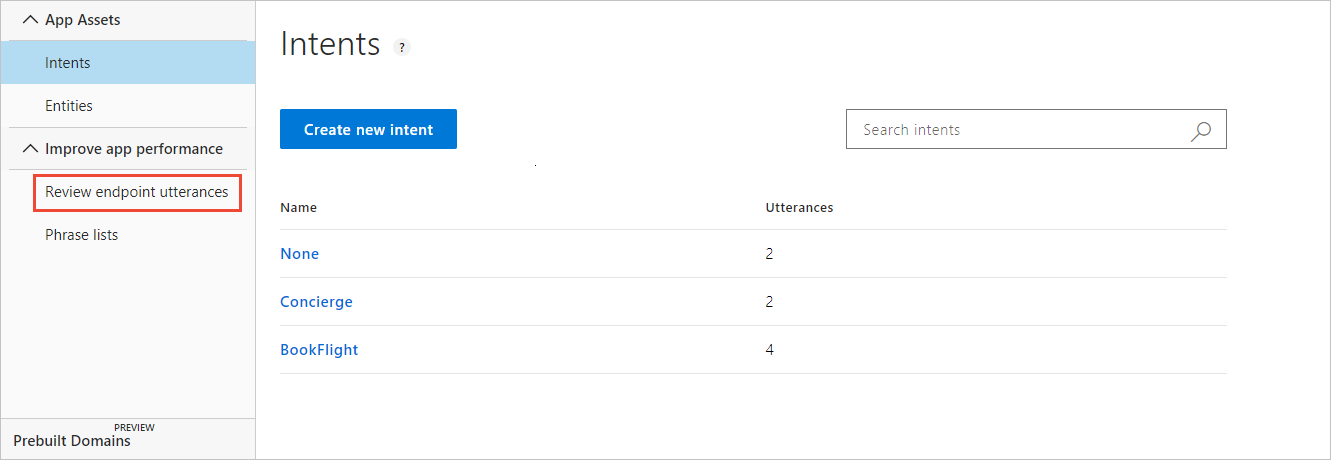 App Assets
Intents
Entities
Improve app performance
Review endpoint utterances
Phrase lists
PREVIEW
Prebuilt Domains
Intents ?
Create new intent
Search intents
Name Utterances
None 2
Concierge 2
BookFlight 4